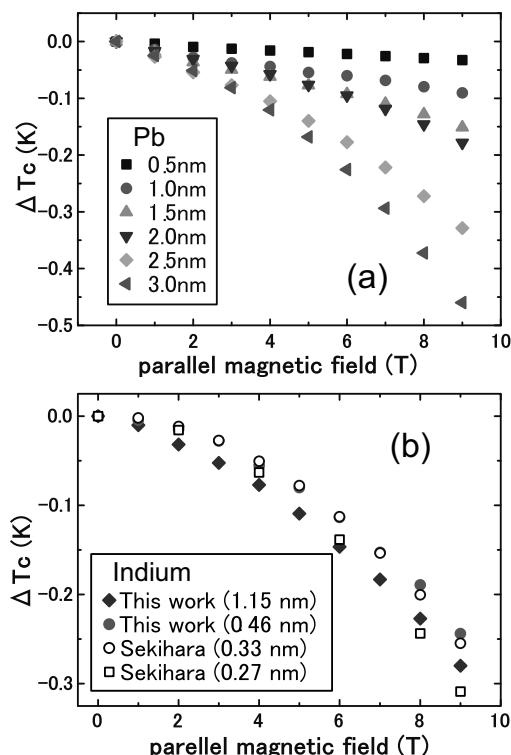 0.0
-0.1
-0.2
-0.3
-0.4
-0.5
Δ Tc (K)
Pb
0.5nm
1.0nm
1.5nm
2.0nm
2.5nm
3.0nm
(a)
0 2 4 6 8 10
parallel magnetic field (T)
0.0
-0.1
-0.2
-0.3
Δ Tc (K)
(b)
Indium
This work (1.15 nm)
This work (0.46 nm)
Sekihara (0.33 nm)
Sekihara (0.27 nm)
0 2 4 6 8 10
parellel magnetic field (T)